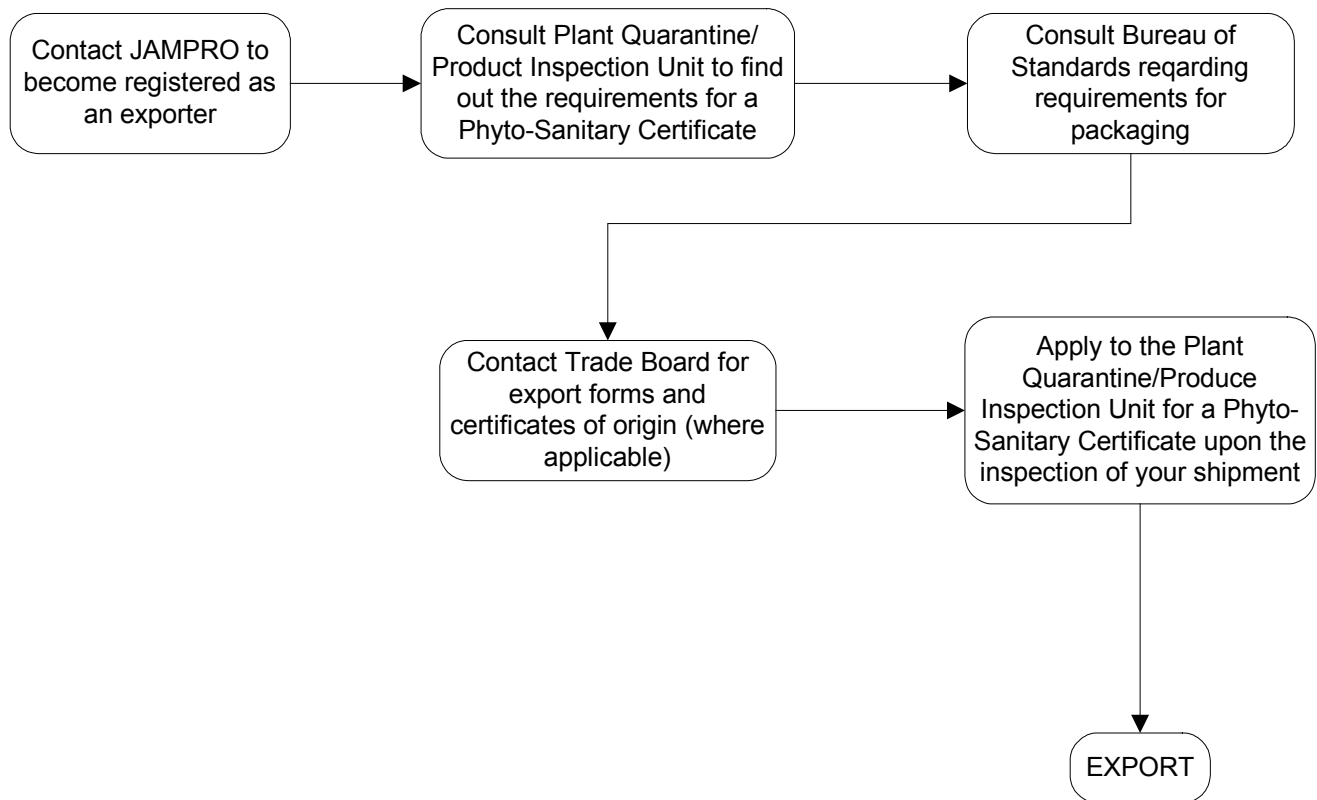 Contact JAMPRO to
become registered as
an exporter
Consult Plant Quarantine/
Product Inspection Unit to find
out the requirements for a
Phyto-Sanitary Certificate
Consult Bureau of
Standards reqarding
requirements for
packaging
Contact Trade Board for
export forms and
certificates of origin (where
applicable)
Apply to the Plant
Quarantine/Produce
Inspection Unit for a Phyto-
Sanitary Certificate upon the
inspection of your shipment
EXPORT